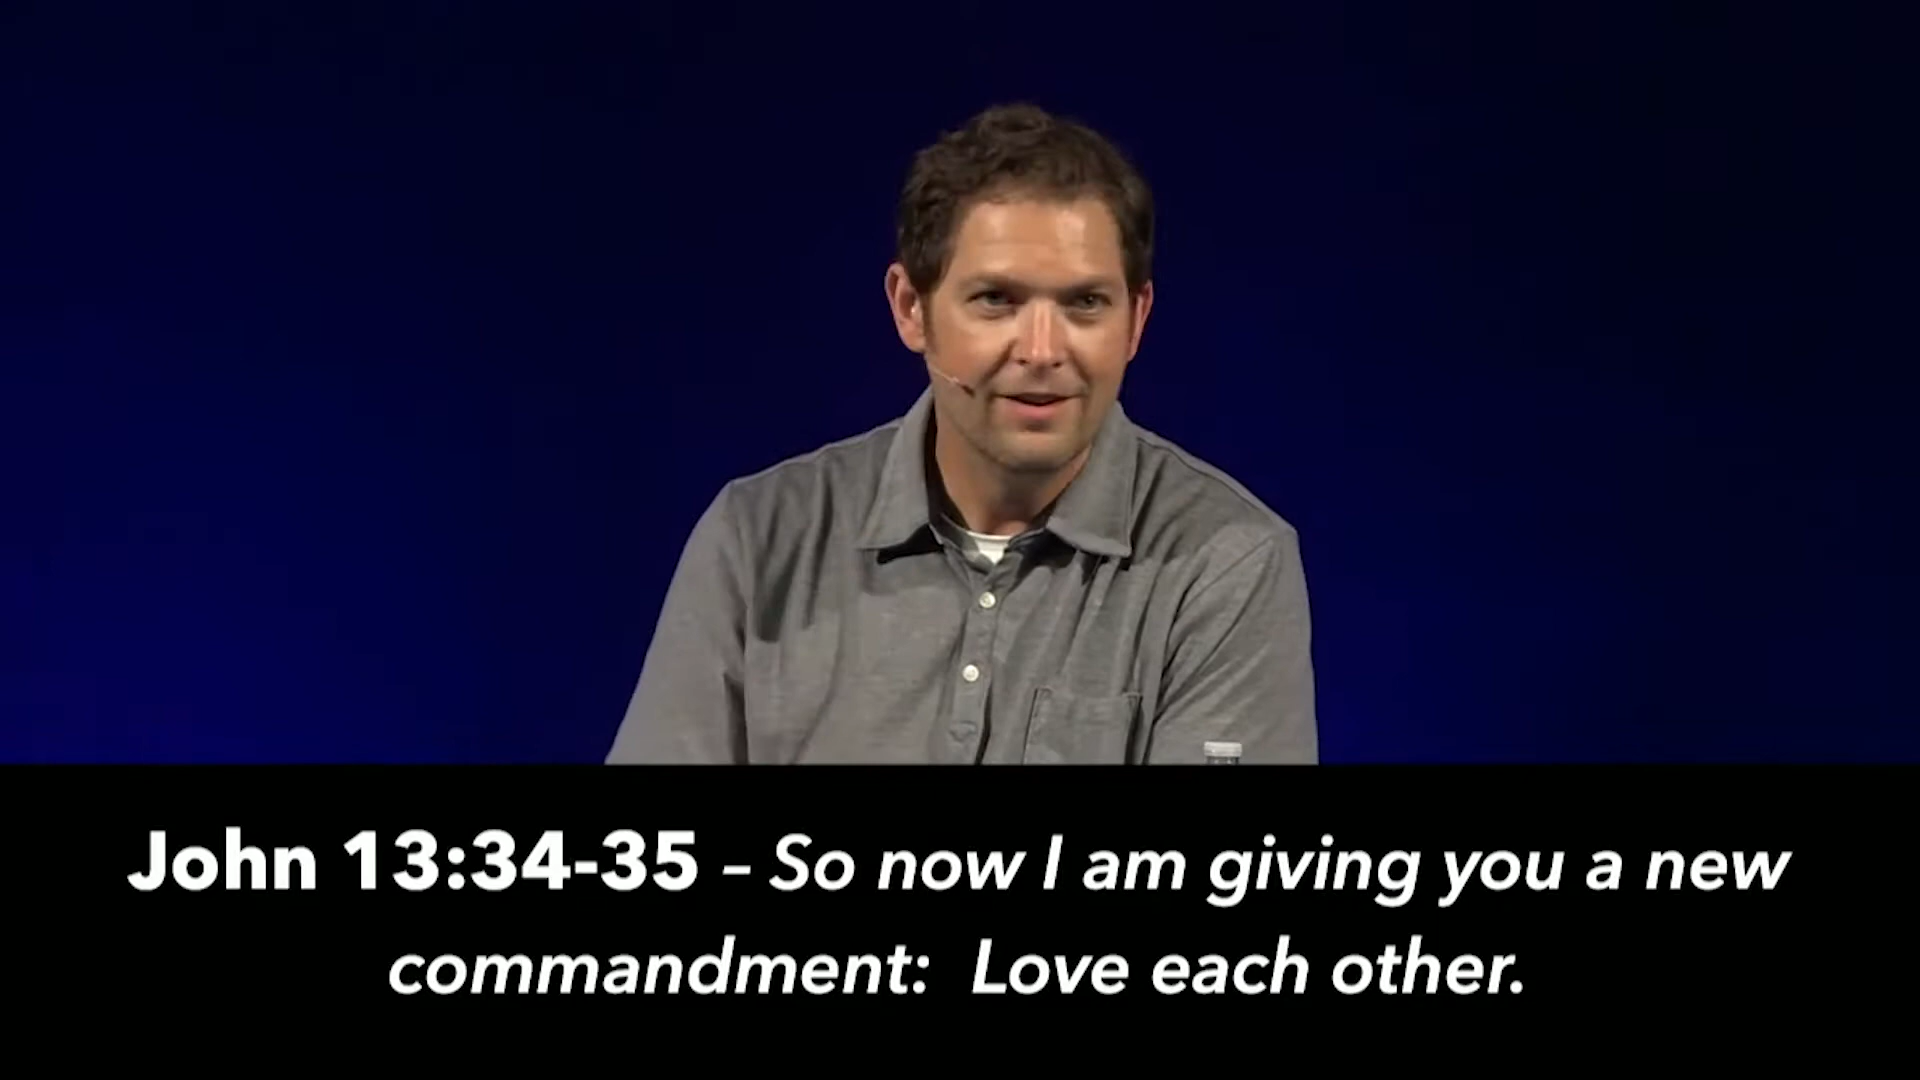 John 13:34-35 – So now I am giving you a new
commandment:  Love each other.